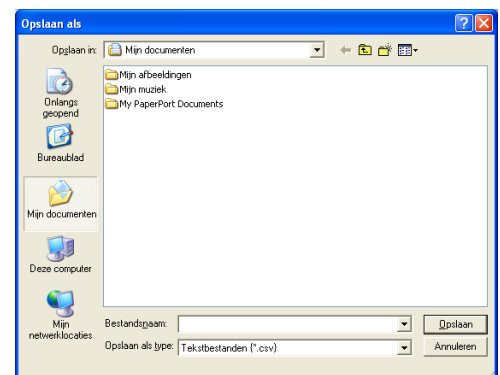 Opslaan als
Opslaan in: Mijn documenten
Mijn afbeeldingen
Mijn muziek
My PaperPort Documents
Onlangs
geopend
Bureaublad
Mijn documenten
Deze computer
Mijn
netwerklocaties
Bestandsnaam:
Opslaan
Opslaan als type: Tekstbestanden {*.csv}
Annuleren